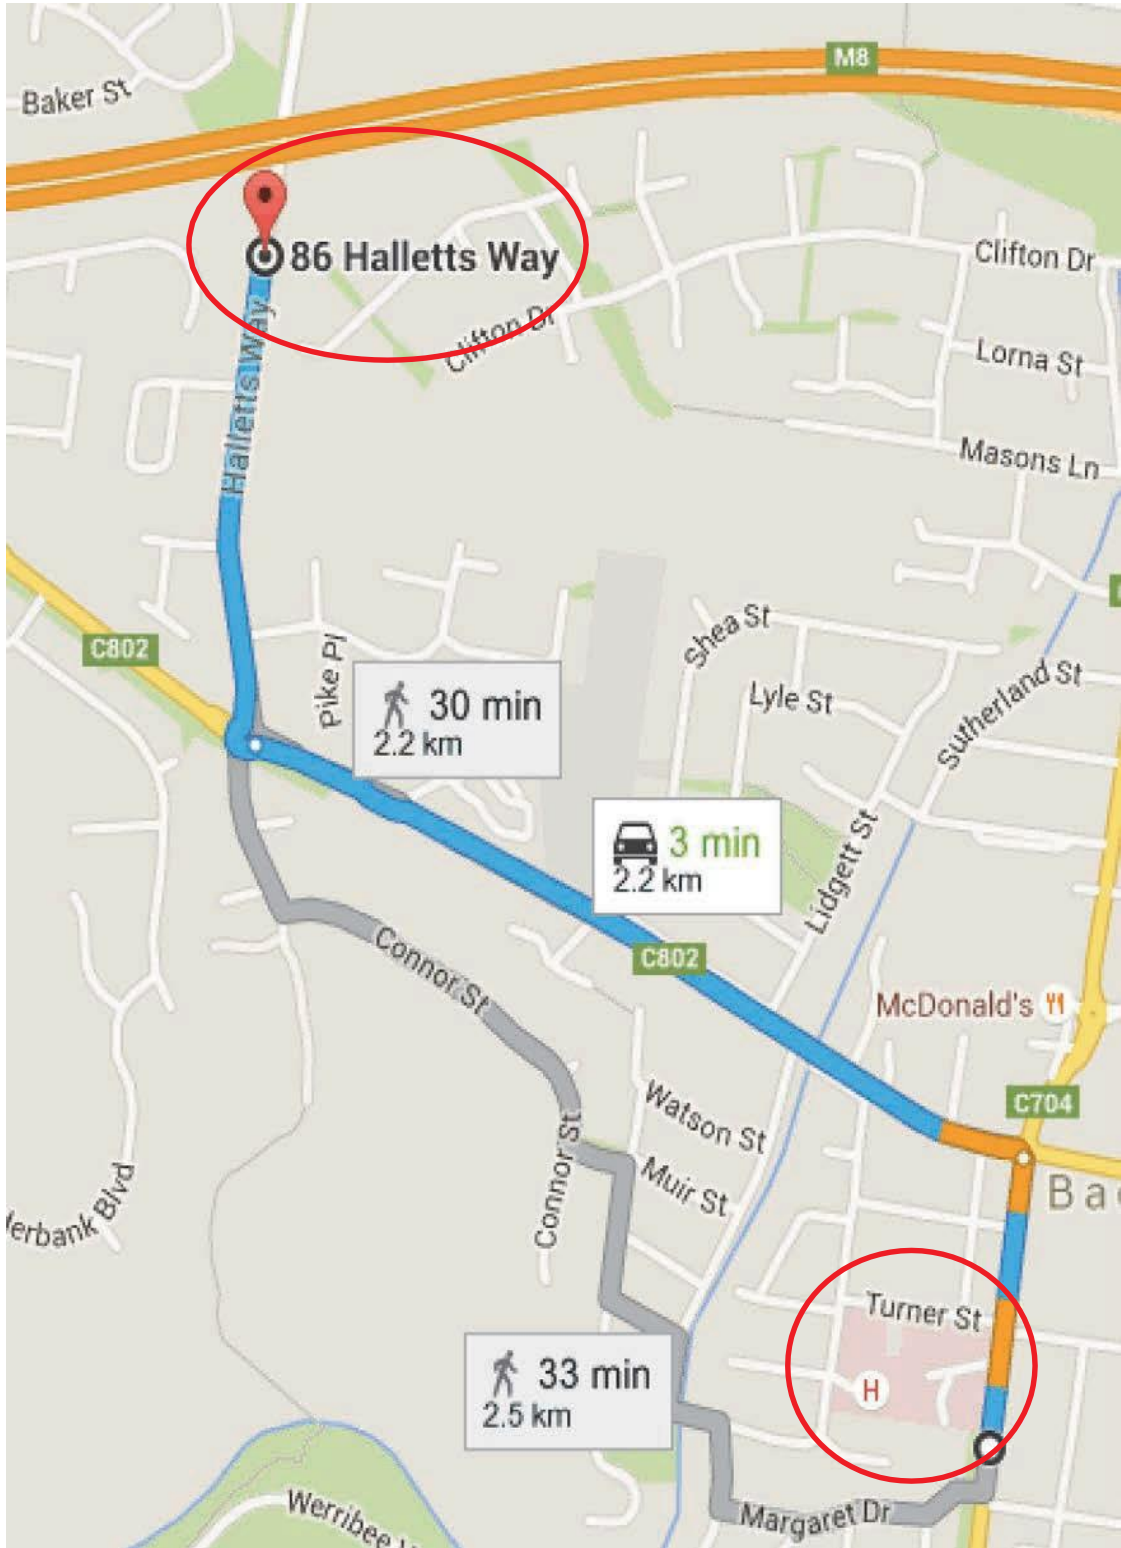 M8
Baker St
86 Halletts Way
Clifton Dr
Halletts Way
Clifton Dr
Lorna St
Masons Ln
Shea St
C802
Pike Pl
30 min
2.2 km
Lyle St
Sutherland St
3 min
2.2 km
Lidgett St
Connor St
C802
McDonald's
C704
Watson St
Connor St
Muir St
Ba
erbank Blvd
Turner St
33 min
2.5 km
H
Werribee
Margaret Dr